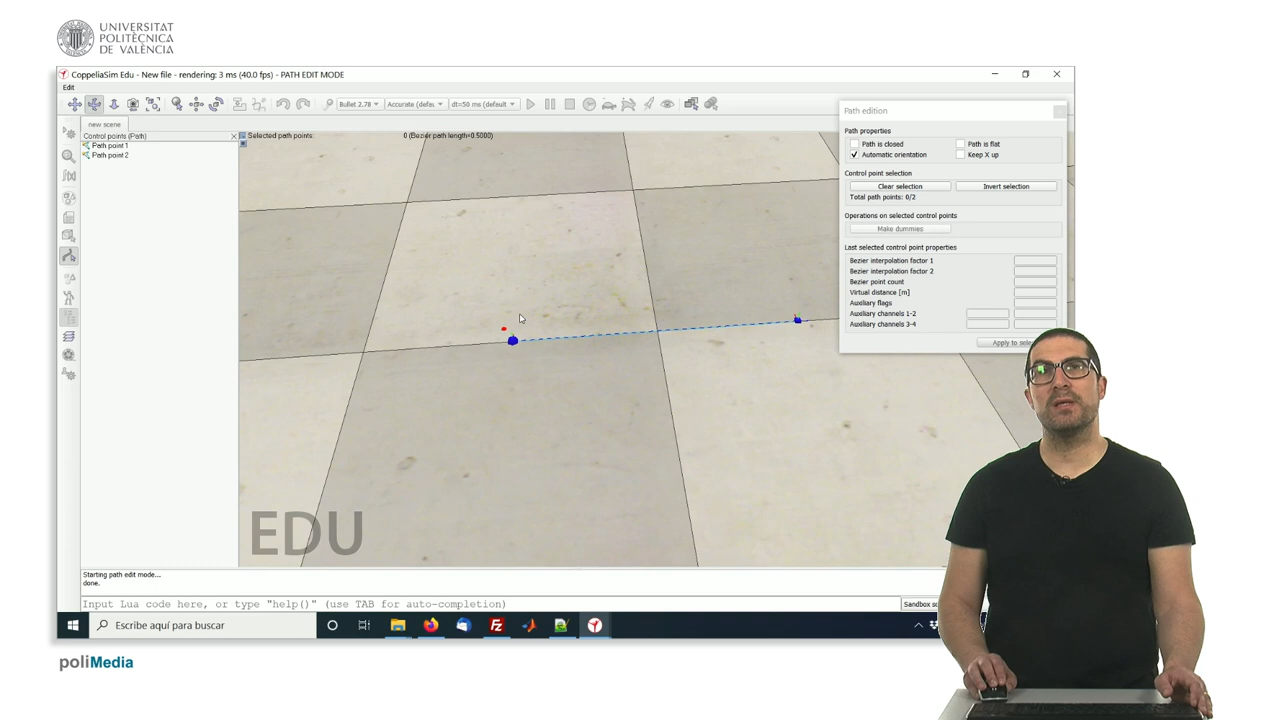 UNIVERSITAT
POLITÈCNICA
DE VALÈNCIA
CoppeliaSim Edu - New file - rendering: 3 ms (40.0 fps) - PATH EDIT MODE
Edit
Bullet 2.78
Accurate (defau
dt=50 ms (default
new scene
Control points (Path)
Path point 1
Path point 2
Selected path points:
0 (Bezier path length=0.5000)
Path edition
Path properties
Path is closed
Path is flat
Automatic orientation
Keep X up
Control point selection
Clear selection
Invert selection
Total path points: 0/2
Operations on selected control points
Make dummies
Last selected control point properties
Bezier interpolation factor 1
Bezier interpolation factor 2
Bezier point count
Virtual distance [m]
Auxiliary flags
Auxiliary channels 1-2
Auxiliary channels 3-4
Apply to selec
EDU
Starting path edit mode...
done.
Input Lua code here, or type "help()" (use TAB for auto-completion)
Sandbox sc
Escribe aquí para buscar
poliMedia